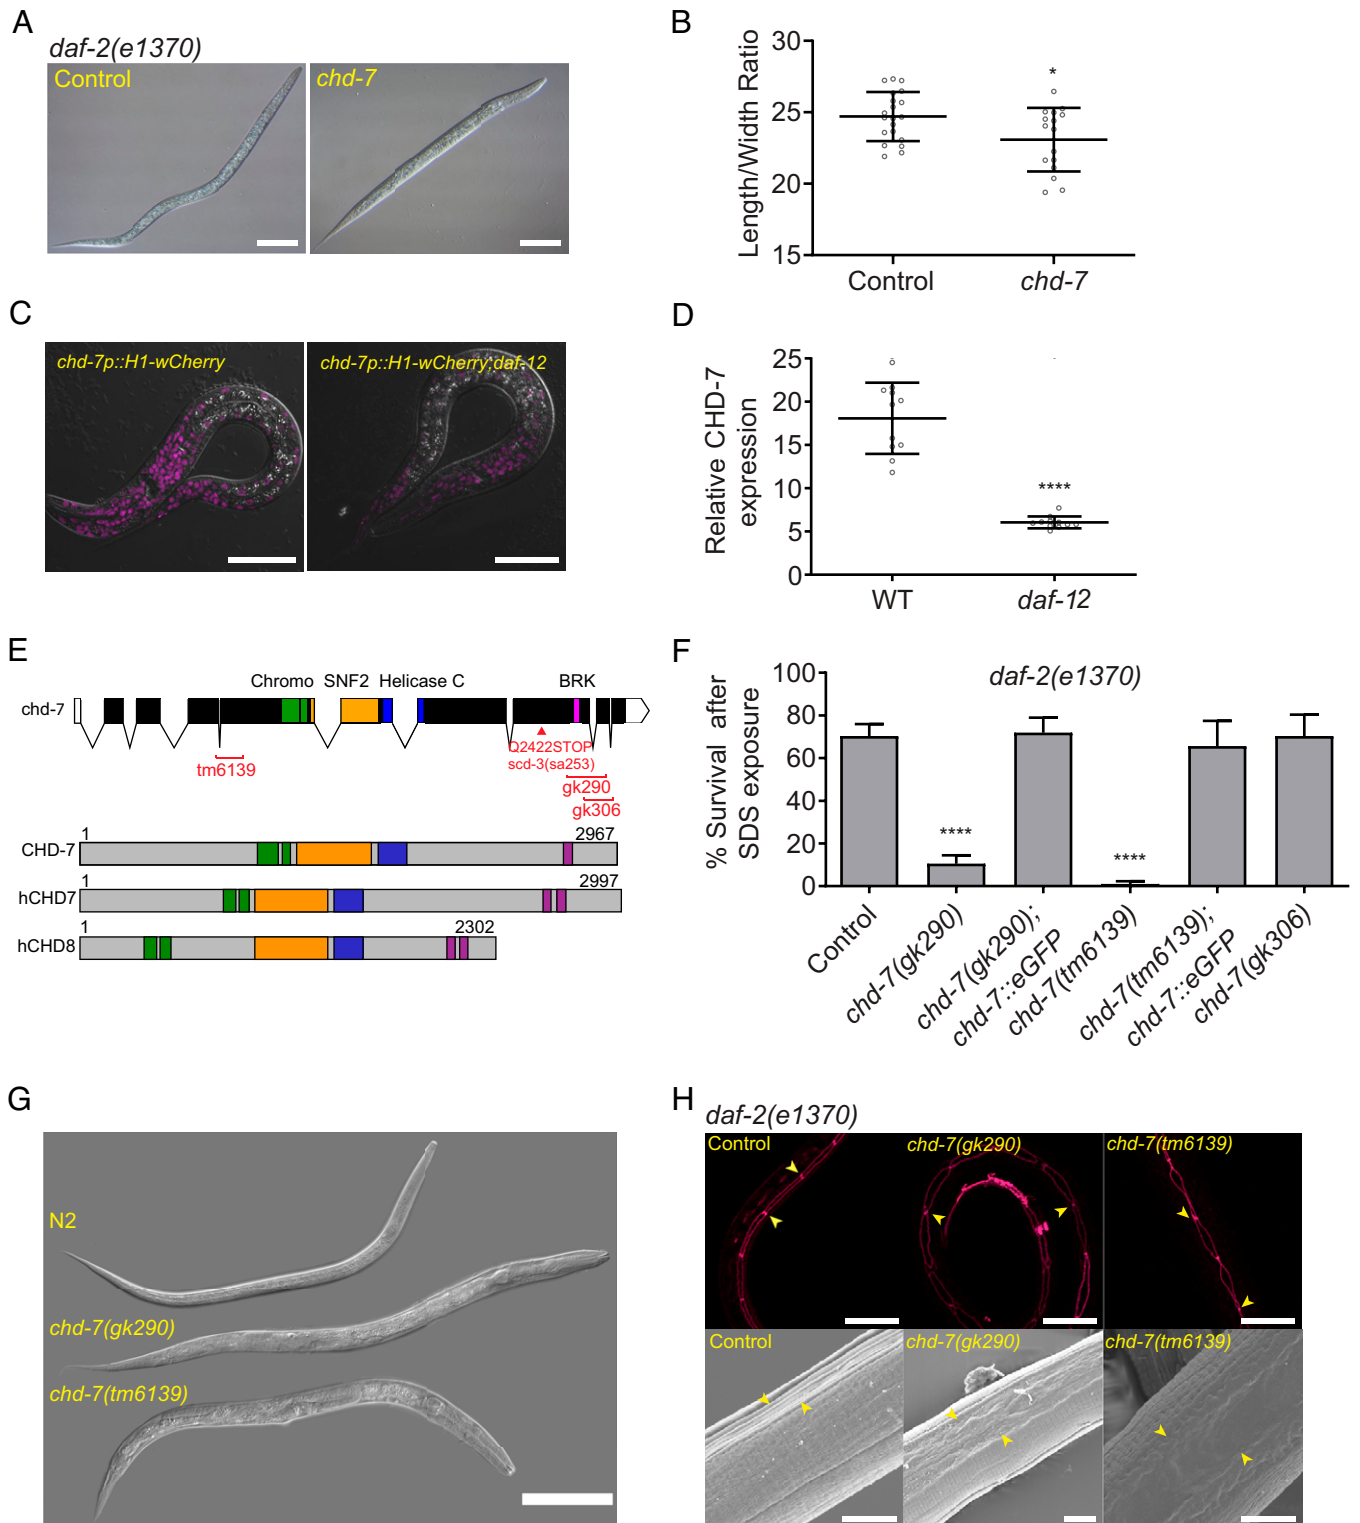 A
daf-2(e1370)
Control
chd-7
B
Length/Width Ratio
30
25
20
15
*
Control
chd-7
C
chd-7p::H1-wCherry
chd-7p::H1-wCherry;daf-12
D
Relative CHD-7
expression
25
20
15
10
5
0
****
WT
daf-12
E
Chromo
SNF2
Helicase C
BRK
chd-7
tm6139
Q2422STOP
scd-3(sa253)
gk290
gk306
1
2967
CHD-7
1
2997
hCHD7
1
2302
hCHD8
F
daf-2(e1370)
% Survival after
SDS exposure
100
80
60
40
20
0
****
****
Control
chd-7(gk290)
chd-7(gk290);
chd-7::eGFP
chd-7(tm6139)
chd-7(tm6139);
chd-7::eGFP
chd-7(gk306)
G
N2
chd-7(gk290)
chd-7(tm6139)
H
daf-2(e1370)
Control
chd-7(gk290)
chd-7(tm6139)
Control
chd-7(gk290)
chd-7(tm6139)